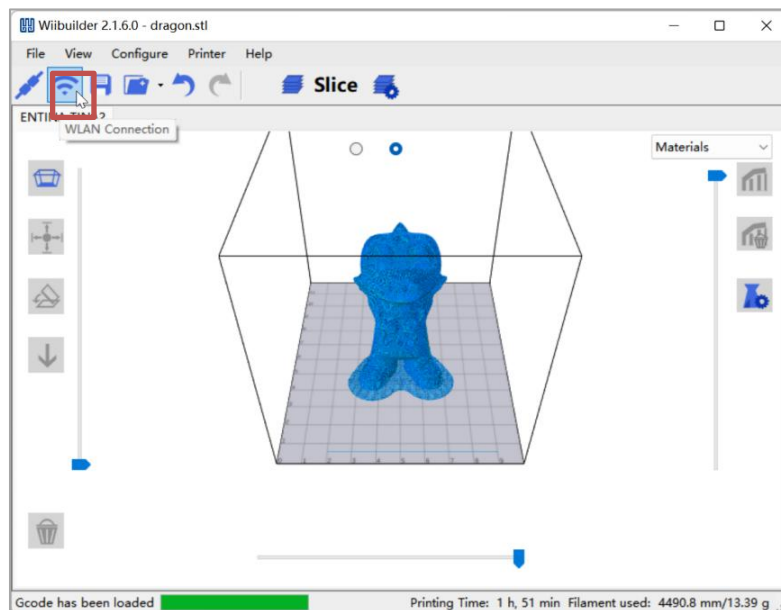 Wiibuilder 2.1.6.0 - dragon.stl
File View Configure Printer Help
Slice
WLAN Connection
Materials
Gcode has been loaded
Printing Time: 1 h, 51 min Filament used: 4490.8 mm/13.39 g